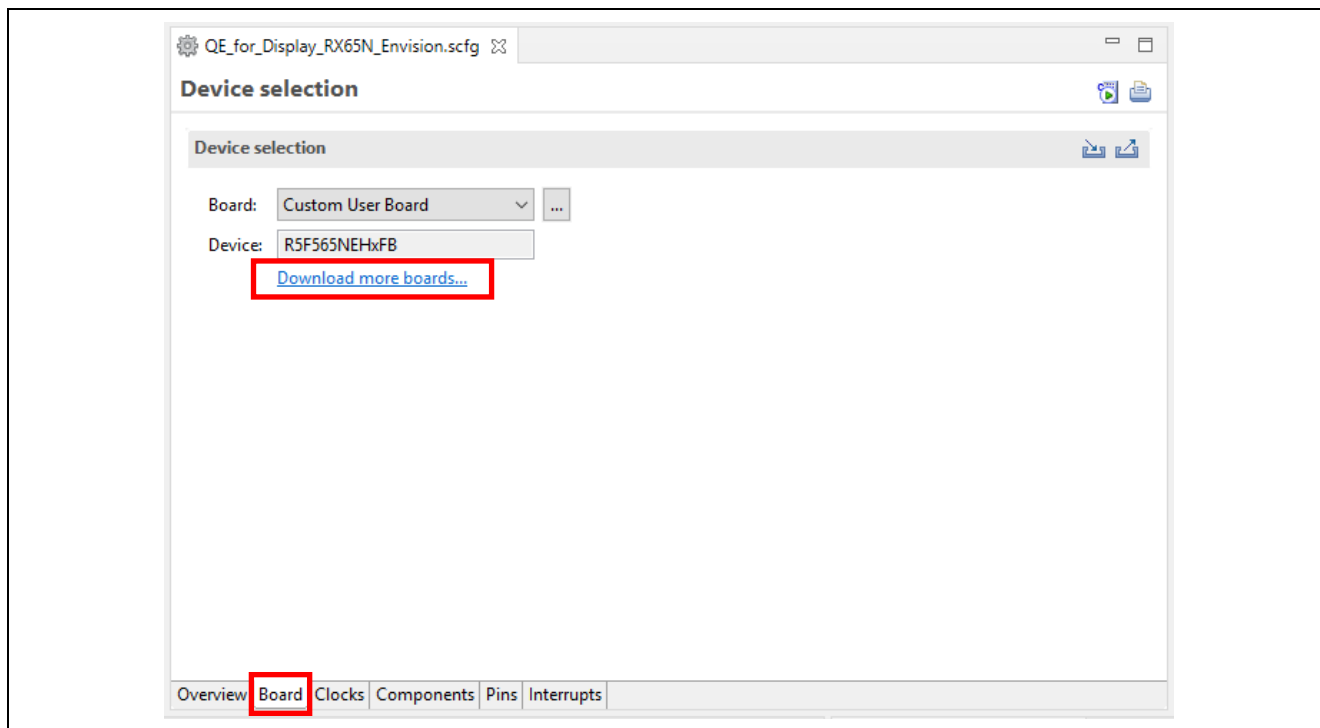 QE_for_Display_RX65N_Envision.scfg
Device selection
Device selection
Board: Custom User Board ...
Device: R5F565NEHxFB
Download more boards...
Overview Board Clocks Components Pins Interrupts